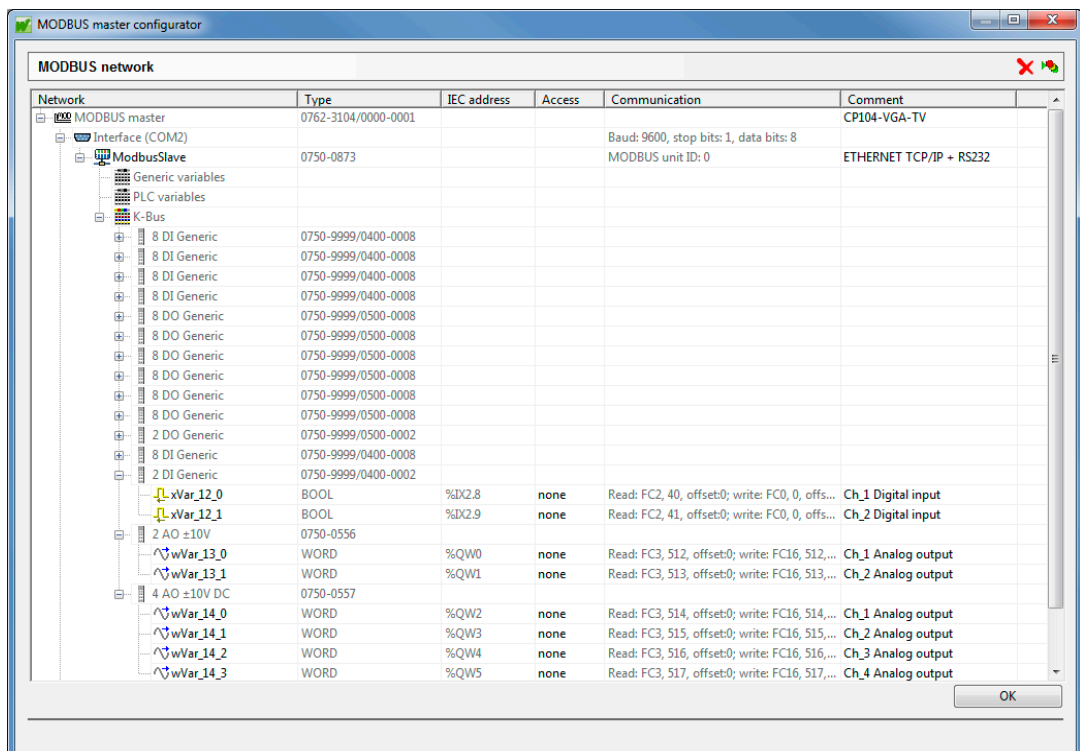 MODBUS master configurator
MODBUS network
Network Type IEC address Access Communication Comment
MODBUS master 0762-3104/0000-0001 CP104-VGA-TV
Interface (COM2) Baud: 9600, stop bits: 1, data bits: 8
ModbusSlave 0750-0873 MODBUS unit ID: 0 ETHERNET TCP/IP + RS232
Generic variables
PLC variables
K-Bus
8 DI Generic 0750-9999/0400-0008
8 DI Generic 0750-9999/0400-0008
8 DI Generic 0750-9999/0400-0008
8 DI Generic 0750-9999/0400-0008
8 DO Generic 0750-9999/0500-0008
8 DO Generic 0750-9999/0500-0008
8 DO Generic 0750-9999/0500-0008
8 DO Generic 0750-9999/0500-0008
8 DO Generic 0750-9999/0500-0008
8 DO Generic 0750-9999/0500-0008
2 DO Generic 0750-9999/0500-0002
8 DI Generic 0750-9999/0400-0008
2 DI Generic 0750-9999/0400-0002
xVar_12_0 BOOL %IX2.8 none Read: FC2, 40, offset:0; write: FC0, 0, offs... Ch_1 Digital input
xVar_12_1 BOOL %IX2.9 none Read: FC2, 41, offset:0; write: FC0, 0, offs... Ch_2 Digital input
2 AO ±10V 0750-0556
wVar_13_0 WORD %QW0 none Read: FC3, 512, offset:0; write: FC16, 512,... Ch_1 Analog output
wVar_13_1 WORD %QW1 none Read: FC3, 513, offset:0; write: FC16, 513,... Ch_2 Analog output
4 AO ±10V DC 0750-0557
wVar_14_0 WORD %QW2 none Read: FC3, 514, offset:0; write: FC16, 514,... Ch_1 Analog output
wVar_14_1 WORD %QW3 none Read: FC3, 515, offset:0; write: FC16, 515,... Ch_2 Analog output
wVar_14_2 WORD %QW4 none Read: FC3, 516, offset:0; write: FC16, 516,... Ch_3 Analog output
wVar_14_3 WORD %QW5 none Read: FC3, 517, offset:0; write: FC16, 517,... Ch_4 Analog output
OK